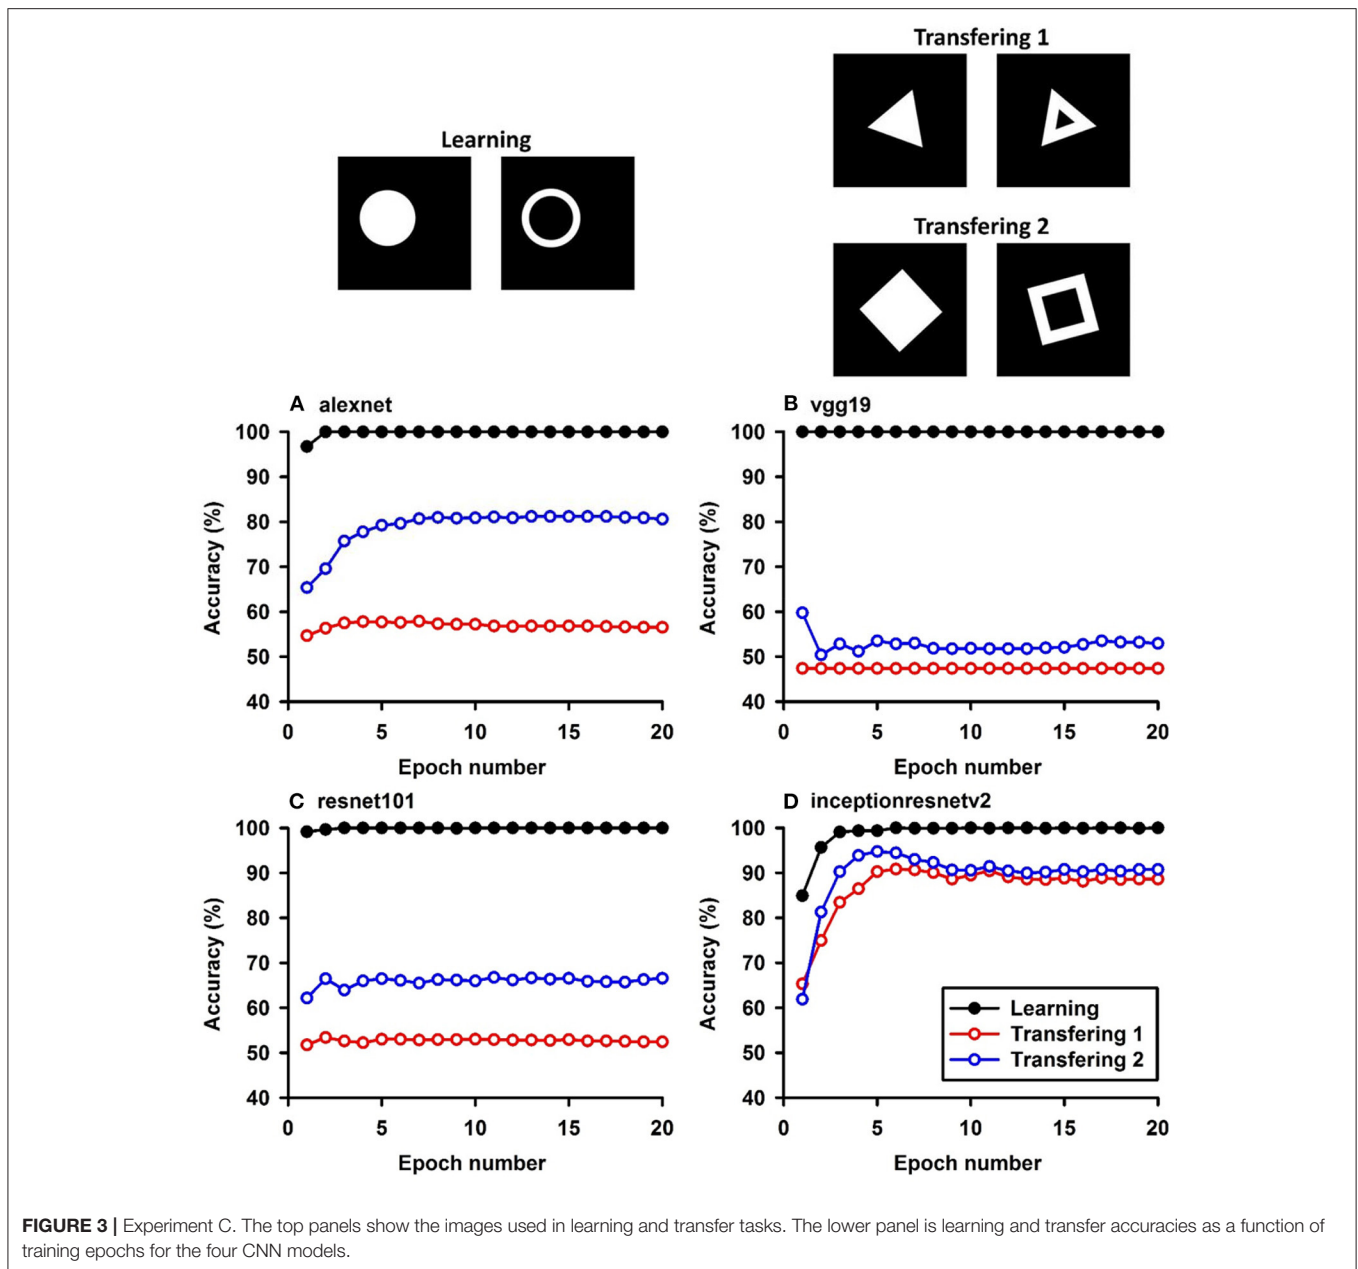 Transfering 1
Learning
Transfering 2
A alexnet
100
90
80
70
60
50
40
Accuracy (%)
0 5 10 15 20
Epoch number
B vgg19
100
90
80
70
60
50
40
Accuracy (%)
0 5 10 15 20
Epoch number
C resnet101
100
90
80
70
60
50
40
Accuracy (%)
0 5 10 15 20
Epoch number
D inceptionresnetv2
100
90
80
70
60
50
40
Accuracy (%)
0 5 10 15 20
Epoch number
Learning
Transfering 1
Transfering 2
FIGURE 3 | Experiment C. The top panels show the images used in learning and transfer tasks. The lower panel is learning and transfer accuracies as a function of
training epochs for the four CNN models.